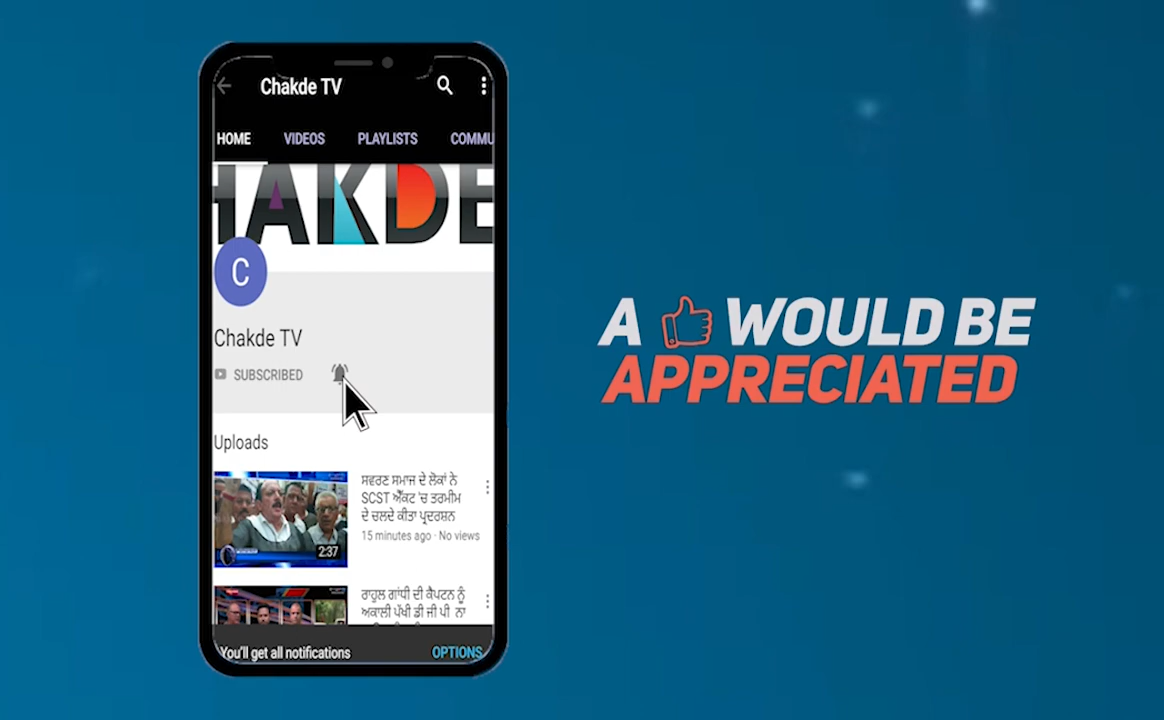 Chakde TV
HOME VIDEOS PLAYLISTS COMMU
HAKDE
C
Chakde TV
SUBSCRIBED
Uploads
ਸਵਰਣ ਸਮਾਜ ਦੇ ਲੋਕਾਂ ਨੇ
SCST ਐਕਟ 'ਚ ਤਰਮੀਮ
ਦੇ ਚਲਦੇ ਕੀਤਾ ਪ੍ਰਦਰਸ਼ਨ
15 minutes ago · No views
2:37
ਰਾਹੁਲ ਗਾਂਧੀ ਦੀ ਕੈਪਟਨ ਨੂੰ
ਅਕਾਲੀ ਪੱਖੀ ਡੀ ਜੀ ਪੀ ਨਾ
You'll get all notifications OPTIONS
A WOULD BE
APPRECIATED